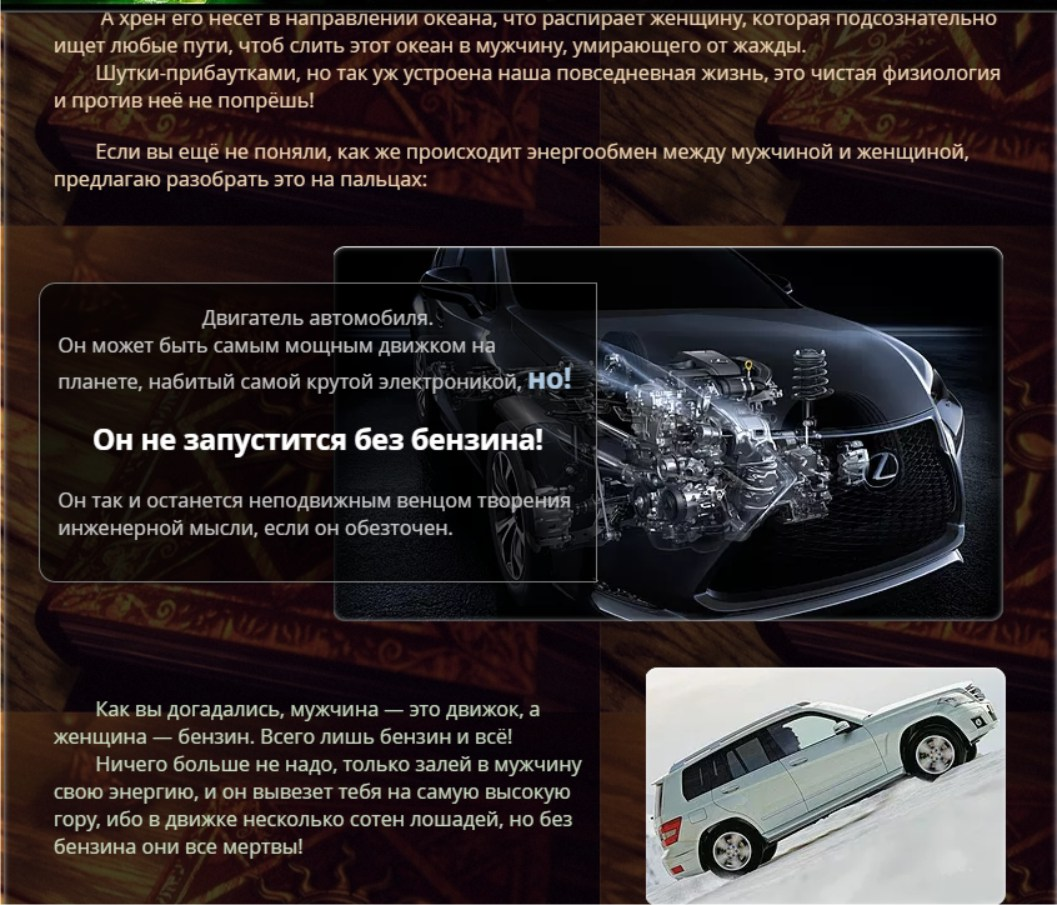 А хрен его несёт в направлении океана, что распирает женщину, которая подсознательно
ищет любые пути, чтоб слить этот океан в мужчину, умирающего от жажды.
Шутки-прибаутками, но так уж устроена наша повседневная жизнь, это чистая физиология
и против неё не попрёшь!
Если вы ещё не поняли, как же происходит энергообмен между мужчиной и женщиной,
предлагаю разобрать это на пальцах:
Двигатель автомобиля.
Он может быть самым мощным движком на
планете, набитый самой крутой электроникой, но!
Он не запустится без бензина!
Он так и останется неподвижным венцом творения
инженерной мысли, если он обезточен.
Как вы догадались, мужчина — это движок, а
женщина — бензин. Всего лишь бензин и всё!
Ничего больше не надо, только залей в мужчину
свою энергию, и он вывезет тебя на самую высокую
гору, ибо в движке несколько сотен лошадей, но без
бензина они все мертвы!